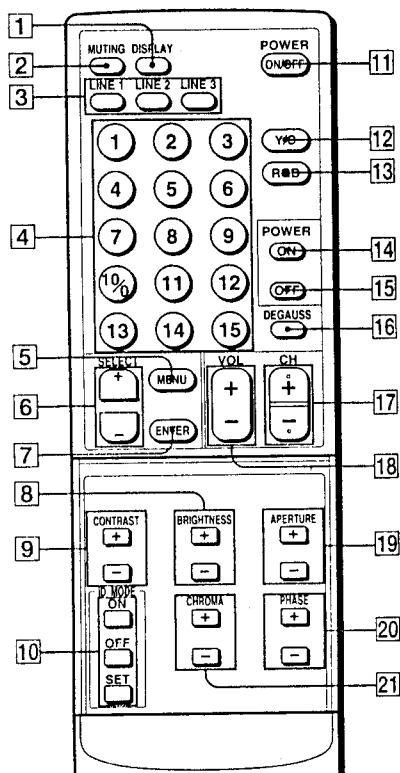 1
MUTING DISPLAY POWER
2 ON/OFF 11
3 LINE 1 LINE 2 LINE 3
1 2 3 Y/C 12
R●B 13
4 5 6
4 7 8 9 POWER
ON 14
10/0 11 12 OFF 15
13 14 15 DEGAUSS 16
5 SELECT VOL CH
+ MENU + + 17
6
− ENTER − −
7 18
8
CONTRAST BRIGHTNESS APERTURE
9 + + + 19
− − −
ID MODE CHROMA PHASE
ON + + 20
10 OFF − −
SET 21